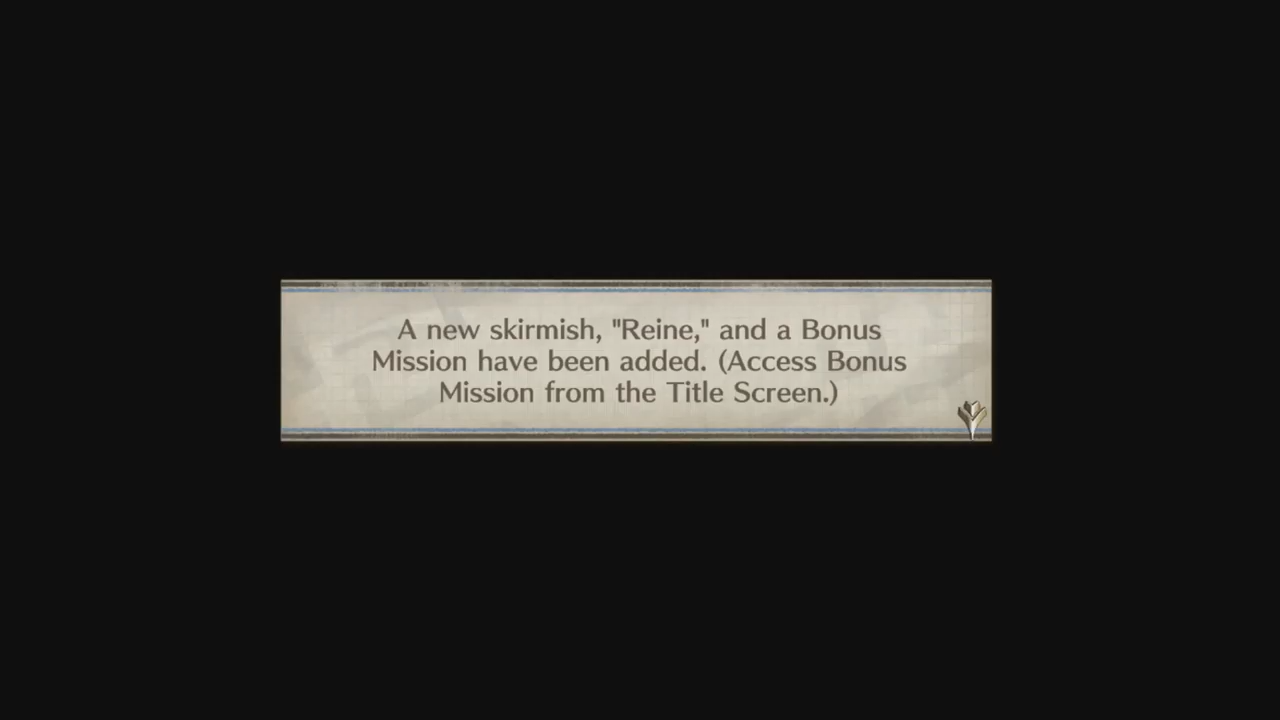 A new skirmish, "Reine," and a Bonus
Mission have been added. (Access Bonus
Mission from the Title Screen.)